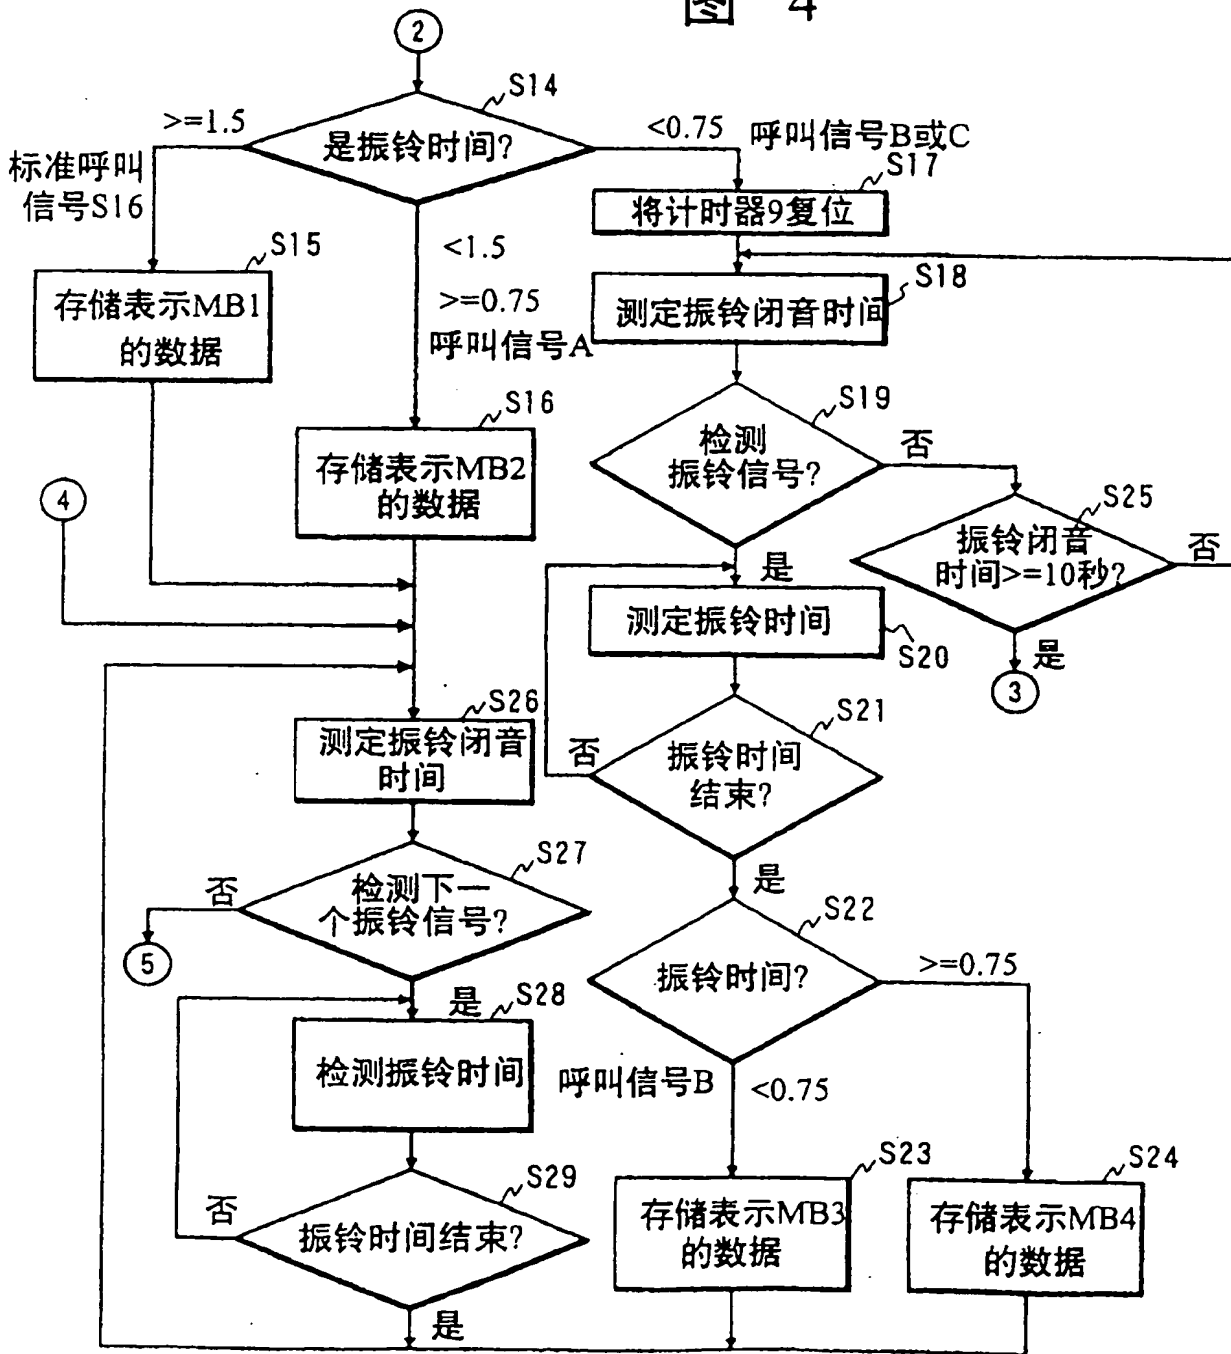 图 4
2
S14
是振铃时间?
>=1.5
标准呼叫
信号S16
<0.75
呼叫信号B或C
S17
将计时器9复位
S15
存储表示MB1
的数据
<1.5
>=0.75
呼叫信号A
S18
测定振铃闭音时间
S16
存储表示MB2
的数据
S19
检测
振铃信号?
否
是
4
S25
振铃闭音
时间>=10秒?
否
是
3
测定振铃时间
S20
S26
测定振铃闭音
时间
S21
振铃时间
结束?
否
是
S27
检测下一
个振铃信号?
否
是
5
S22
振铃时间?
>=0.75
呼叫信号B
<0.75
S28
检测振铃时间
S29
振铃时间结束?
否
是
S23
存储表示MB3
的数据
S24
存储表示MB4
的数据